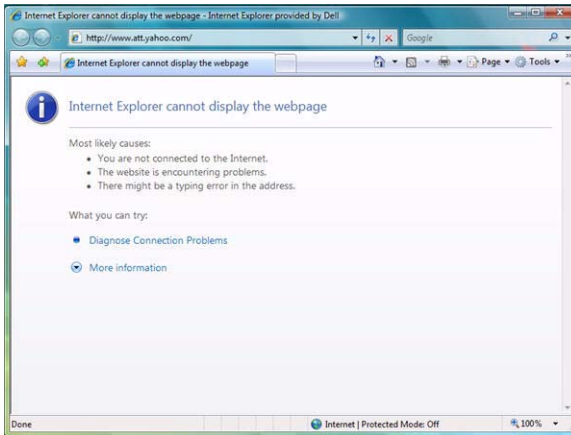 Internet Explorer cannot display the webpage - Internet Explorer provided by Dell
http://www.att.yahoo.com/
Google
Internet Explorer cannot display the webpage
Page
Tools
Internet Explorer cannot display the webpage
Most likely causes:
You are not connected to the Internet.
The website is encountering problems.
There might be a typing error in the address.
What you can try:
Diagnose Connection Problems
More information
Done
Internet | Protected Mode: Off
100%